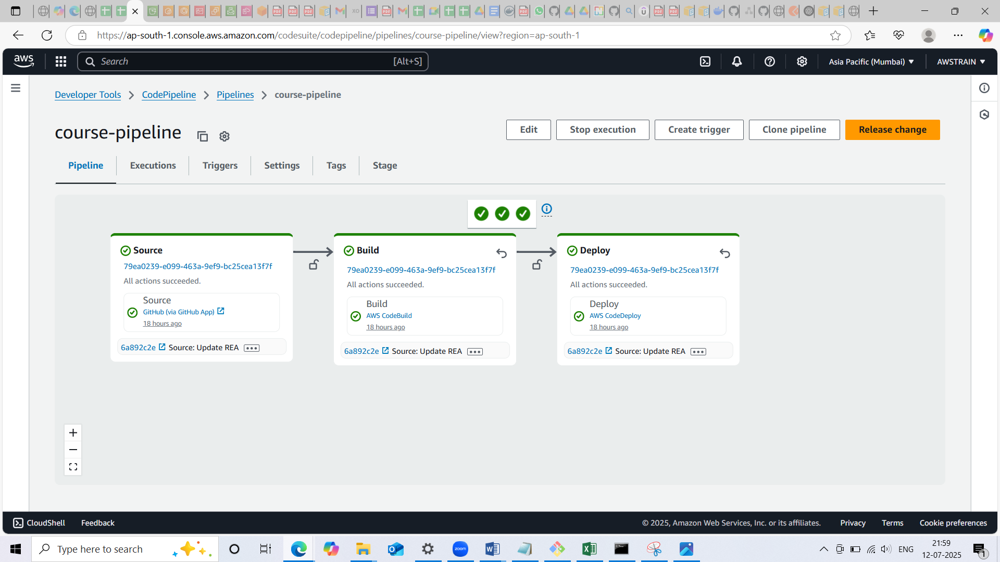 https://ap-south-1.console.aws.amazon.com/codesuite/codepipeline/pipelines/course-pipeline/view?region=ap-south-1
aws
Search
[Alt+S]
Asia Pacific (Mumbai)
AWSTRAIN
Developer Tools
CodePipeline
Pipelines
course-pipeline
course-pipeline
Edit
Stop execution
Create trigger
Clone pipeline
Release change
Pipeline
Executions
Triggers
Settings
Tags
Stage
Source
79ea0239-e099-463a-9ef9-bc25cea13f7f
All actions succeeded.
Source
GitHub (via GitHub App)
18 hours ago
6a892c2e Source: Update REA
Build
79ea0239-e099-463a-9ef9-bc25cea13f7f
All actions succeeded.
Build
AWS CodeBuild
18 hours ago
6a892c2e Source: Update REA
Deploy
79ea0239-e099-463a-9ef9-bc25cea13f7f
All actions succeeded.
Deploy
AWS CodeDeploy
18 hours ago
6a892c2e Source: Update REA
CloudShell
Feedback
© 2025, Amazon Web Services, Inc. or its affiliates.
Privacy
Terms
Cookie preferences
Type here to search
zoom
ENG
21:59
12-07-2025
1